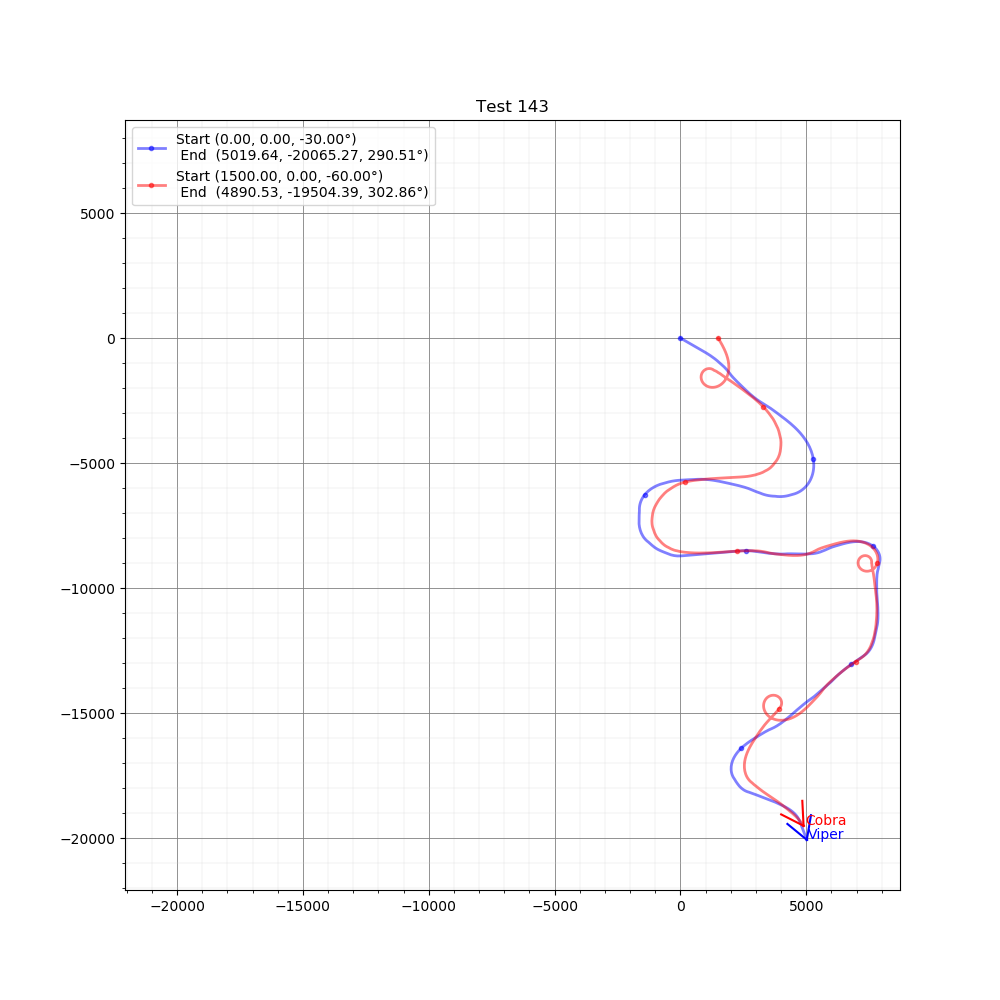 Test 143
Start (0.00, 0.00, -30.00°)
End (5019.64, -20065.27, 290.51°)
Start (1500.00, 0.00, -60.00°)
End (4890.53, -19504.39, 302.86°)
5000
0
−5000
−10000
−15000
−20000
Cobra
Viper
−20000
−15000
−10000
−5000
0
5000